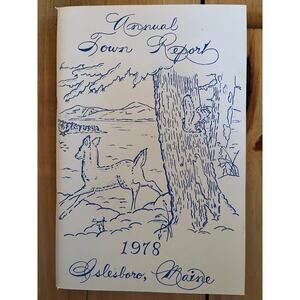 Annual
Town Report
1978
Islesboro, Maine